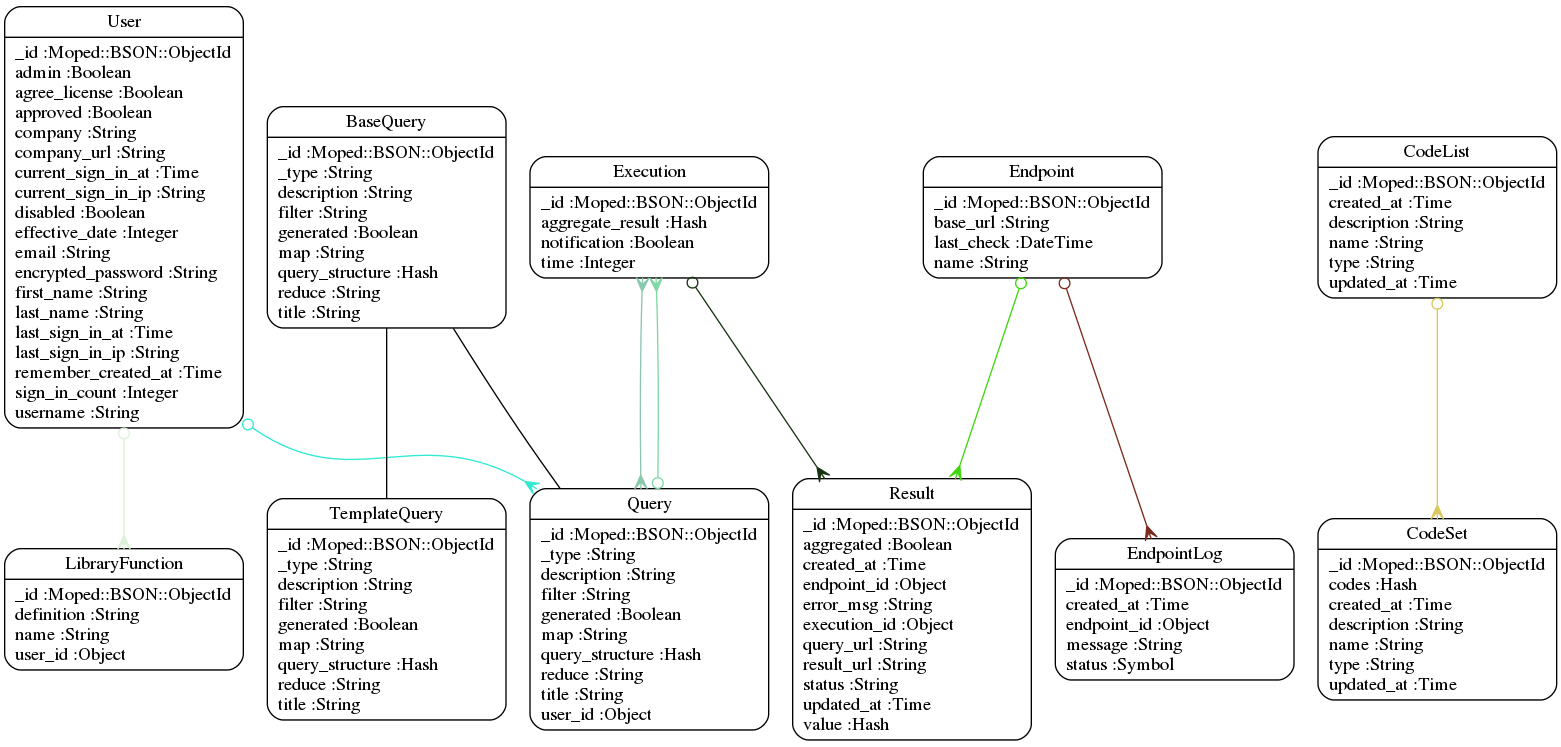 User
_id :Moped::BSON::ObjectId
admin :Boolean
agree_license :Boolean
approved :Boolean
company :String
company_url :String
current_sign_in_at :Time
current_sign_in_ip :String
disabled :Boolean
effective_date :Integer
email :String
encrypted_password :String
first_name :String
last_name :String
last_sign_in_at :Time
last_sign_in_ip :String
remember_created_at :Time
sign_in_count :Integer
username :String
BaseQuery
_id :Moped::BSON::ObjectId
_type :String
description :String
filter :String
generated :Boolean
map :String
query_structure :Hash
reduce :String
title :String
Execution
_id :Moped::BSON::ObjectId
aggregate_result :Hash
notification :Boolean
time :Integer
Endpoint
_id :Moped::BSON::ObjectId
base_url :String
last_check :DateTime
name :String
CodeList
_id :Moped::BSON::ObjectId
created_at :Time
description :String
name :String
type :String
updated_at :Time
LibraryFunction
_id :Moped::BSON::ObjectId
definition :String
name :String
user_id :Object
TemplateQuery
_id :Moped::BSON::ObjectId
_type :String
description :String
filter :String
generated :Boolean
map :String
query_structure :Hash
reduce :String
title :String
Query
_id :Moped::BSON::ObjectId
_type :String
description :String
filter :String
generated :Boolean
map :String
query_structure :Hash
reduce :String
title :String
user_id :Object
Result
_id :Moped::BSON::ObjectId
aggregated :Boolean
created_at :Time
endpoint_id :Object
error_msg :String
execution_id :Object
query_url :String
result_url :String
status :String
updated_at :Time
value :Hash
EndpointLog
_id :Moped::BSON::ObjectId
created_at :Time
endpoint_id :Object
message :String
status :Symbol
CodeSet
_id :Moped::BSON::ObjectId
codes :Hash
created_at :Time
description :String
name :String
type :String
updated_at :Time